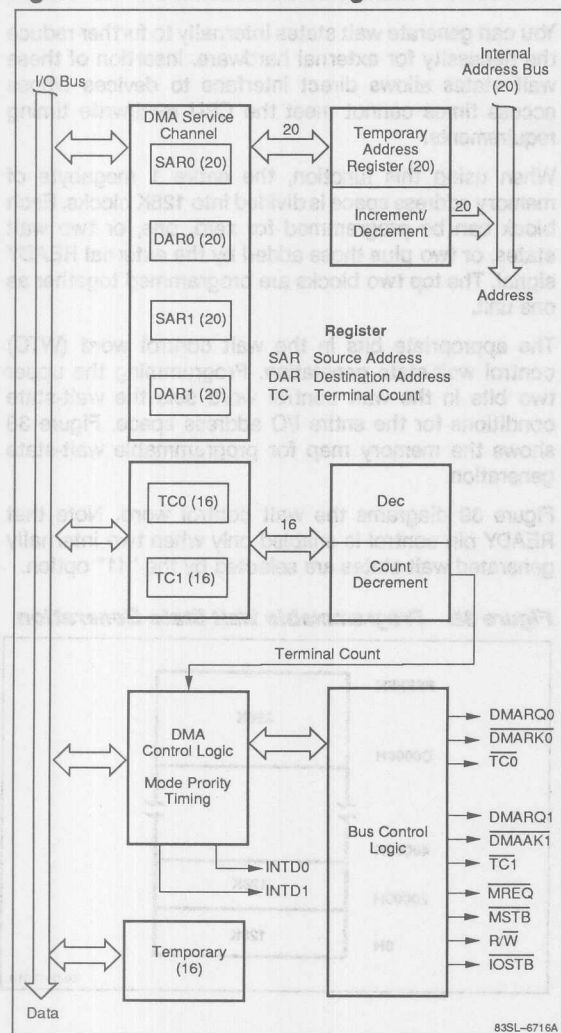 I/O Bus
Internal
Address Bus
(20)
DMA Service
Channel
SAR0 (20)
DAR0 (20)
SAR1 (20)
DAR1 (20)
20
Temporary
Address
Register (20)
Increment/
Decrement
20
Address
Register
SAR Source Address
DAR Destination Address
TC Terminal Count
TC0 (16)
TC1 (16)
16
Dec
Count
Decrement
Terminal Count
DMA
Control Logic
Mode Prority
Timing
INTD0
INTD1
Bus Control
Logic
DMARQ0
DMARK0
TC0
DMARQ1
DMAAK1
TC1
MREQ
MSTB
R/W
IOSTB
Temporary
(16)
Data
83SL–6716A